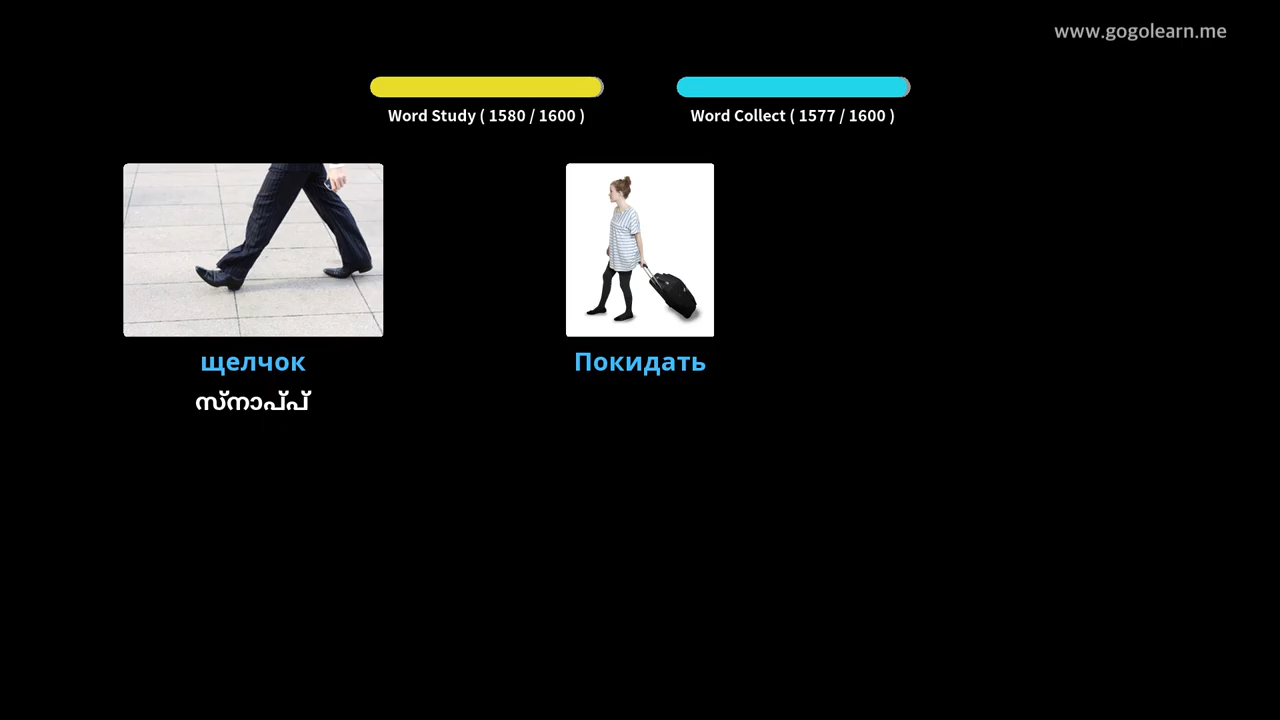 www.gogolearn.me
Word Study ( 1580 / 1600 )
Word Collect ( 1577 / 1600 )
щелчок
Покидать
സ്നാപ്പ്